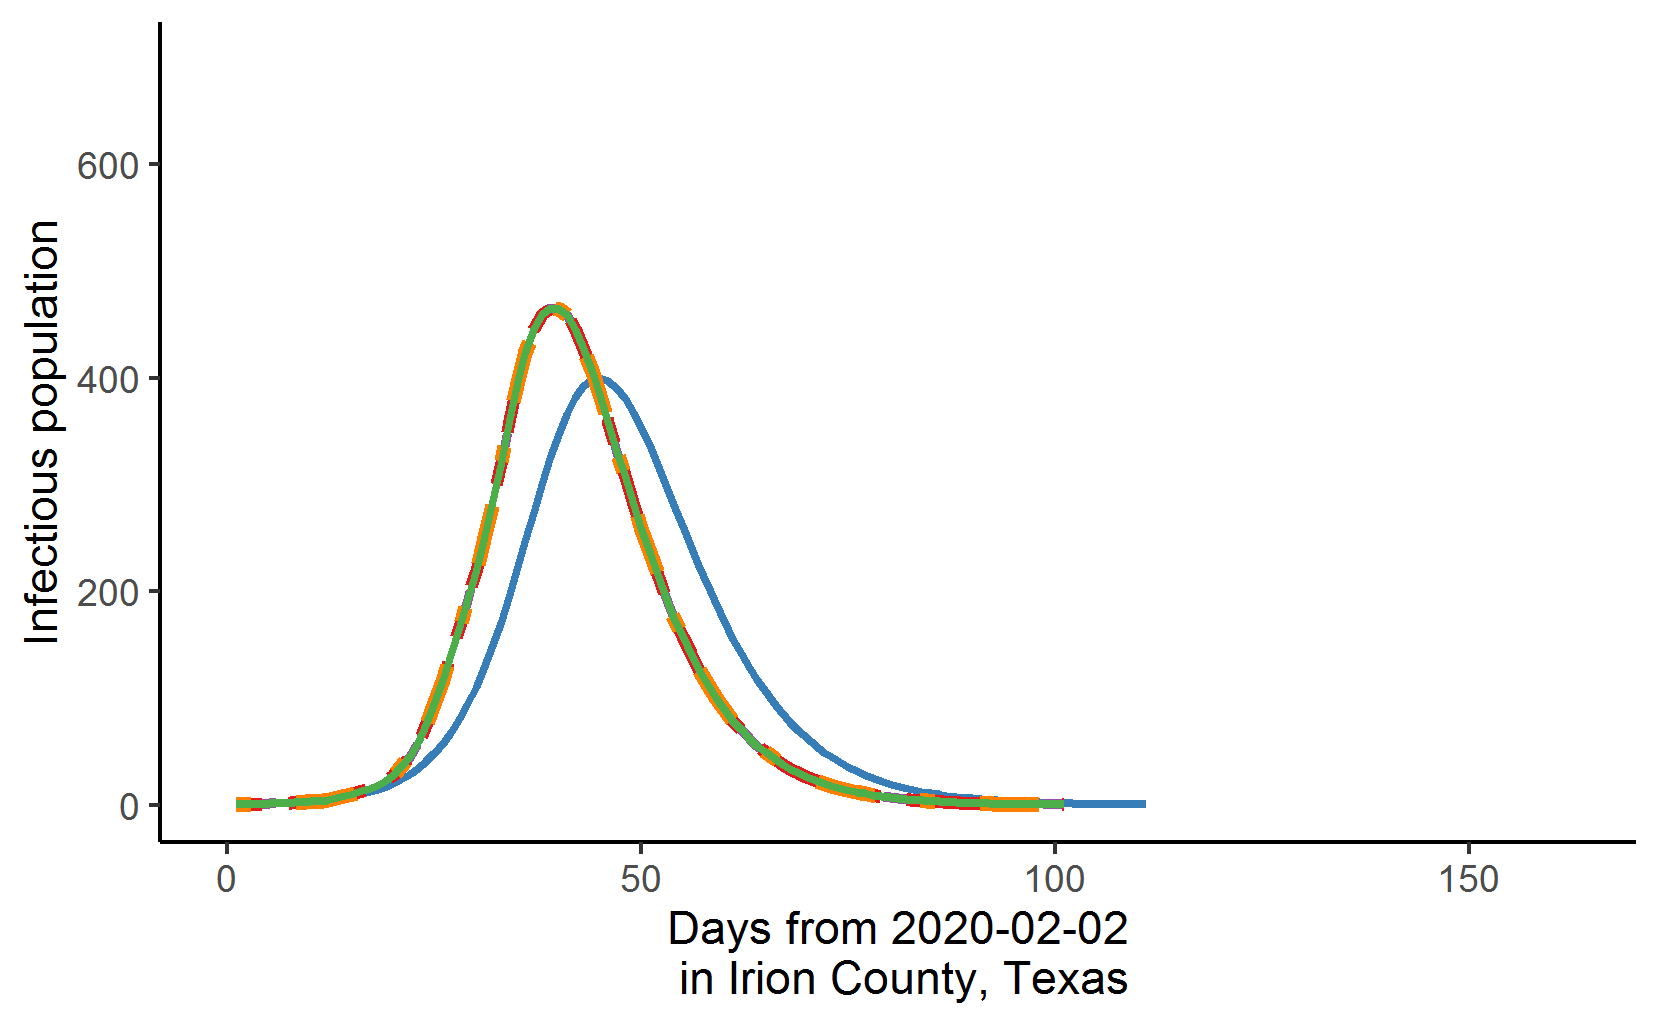 Infectious population
600
400
200
0
0 50 100 150
Days from 2020-02-02
in Irion County, Texas